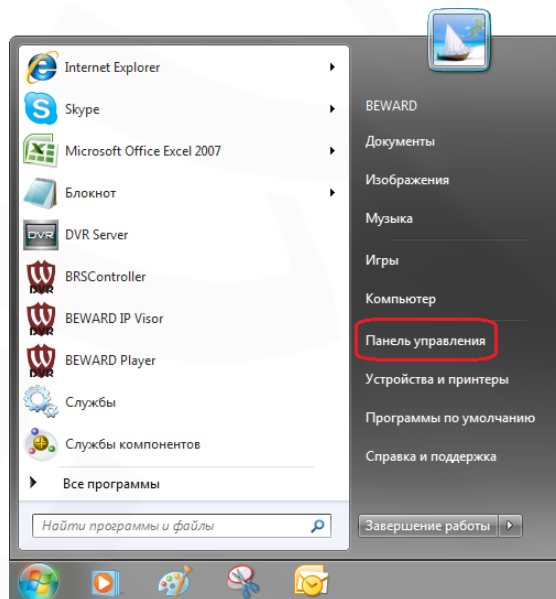 Internet Explorer
Skype
Microsoft Office Excel 2007
Блокнот
DVR Server
BRSController
BEWARD IP Visor
BEWARD Player
Службы
Службы компонентов
Все программы
Найти программы и файлы
BEWARD
Документы
Изображения
Музыка
Игры
Компьютер
Панель управления
Устройства и принтеры
Программы по умолчанию
Справка и поддержка
Завершение работы